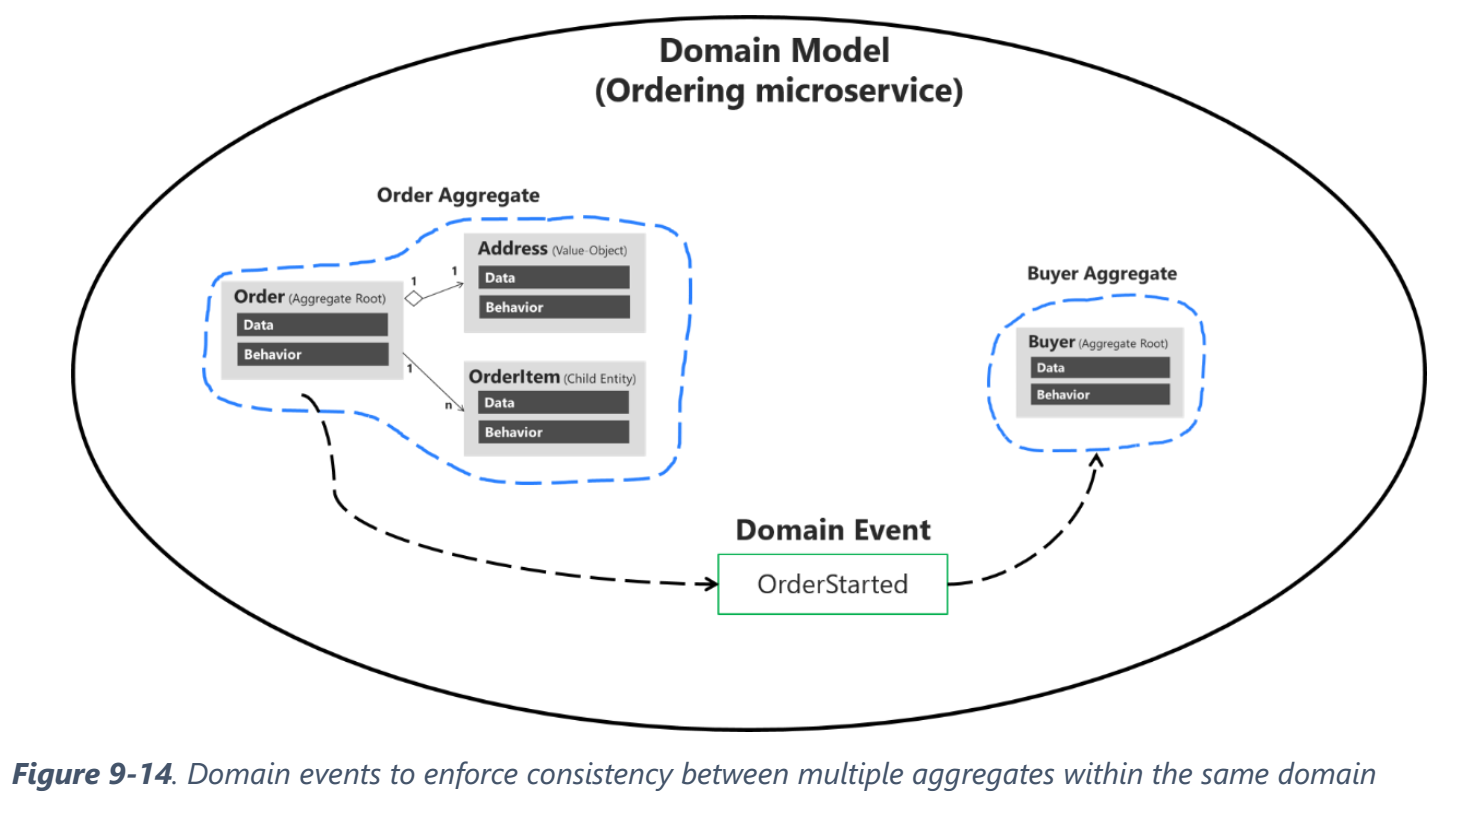 Domain Model
(Ordering microservice)
Order Aggregate
Address (Value-Object)
Data
Behavior
Order (Aggregate Root)
Data
Behavior
1
1
1
n
OrderItem (Child Entity)
Data
Behavior
Buyer Aggregate
Buyer (Aggregate Root)
Data
Behavior
Domain Event
OrderStarted
Figure 9-14. Domain events to enforce consistency between multiple aggregates within the same domain